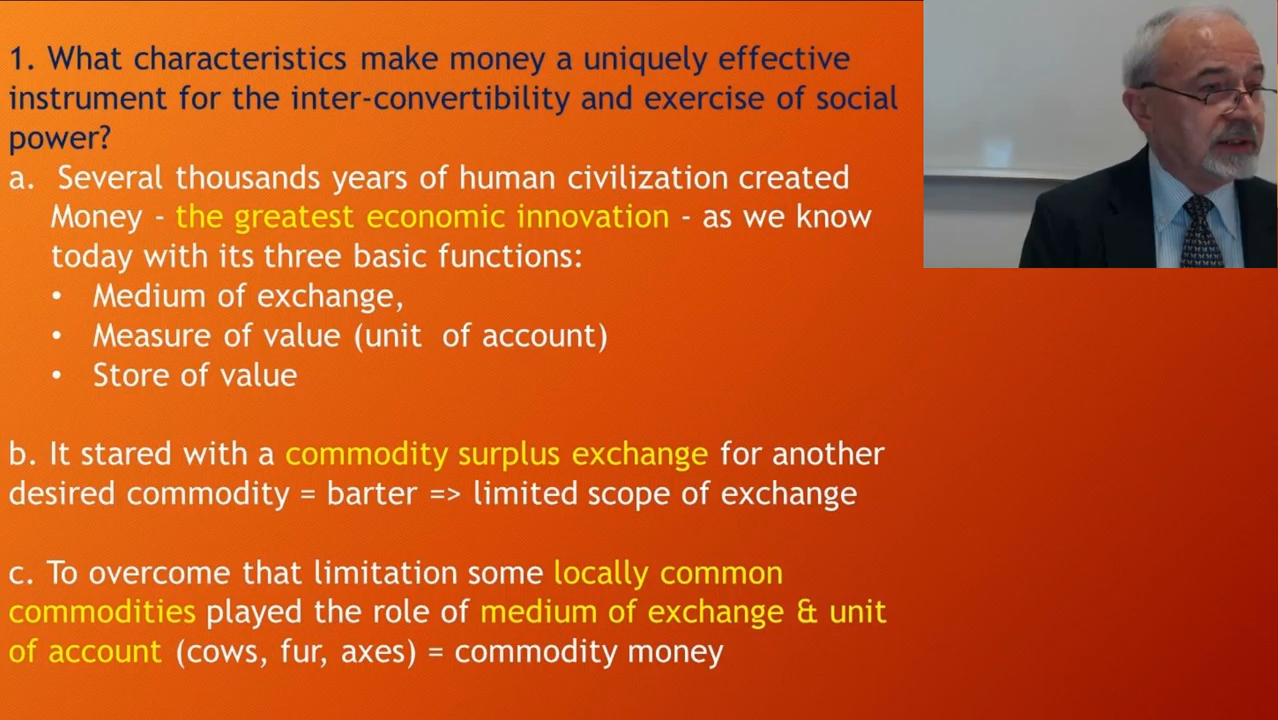 1. What characteristics make money a uniquely effective
instrument for the inter-convertibility and exercise of social
power?
a. Several thousands years of human civilization created
Money - the greatest economic innovation - as we know
today with its three basic functions:
• Medium of exchange,
• Measure of value (unit of account)
• Store of value
b. It stared with a commodity surplus exchange for another
desired commodity = barter => limited scope of exchange
c. To overcome that limitation some locally common
commodities played the role of medium of exchange & unit
of account (cows, fur, axes) = commodity money